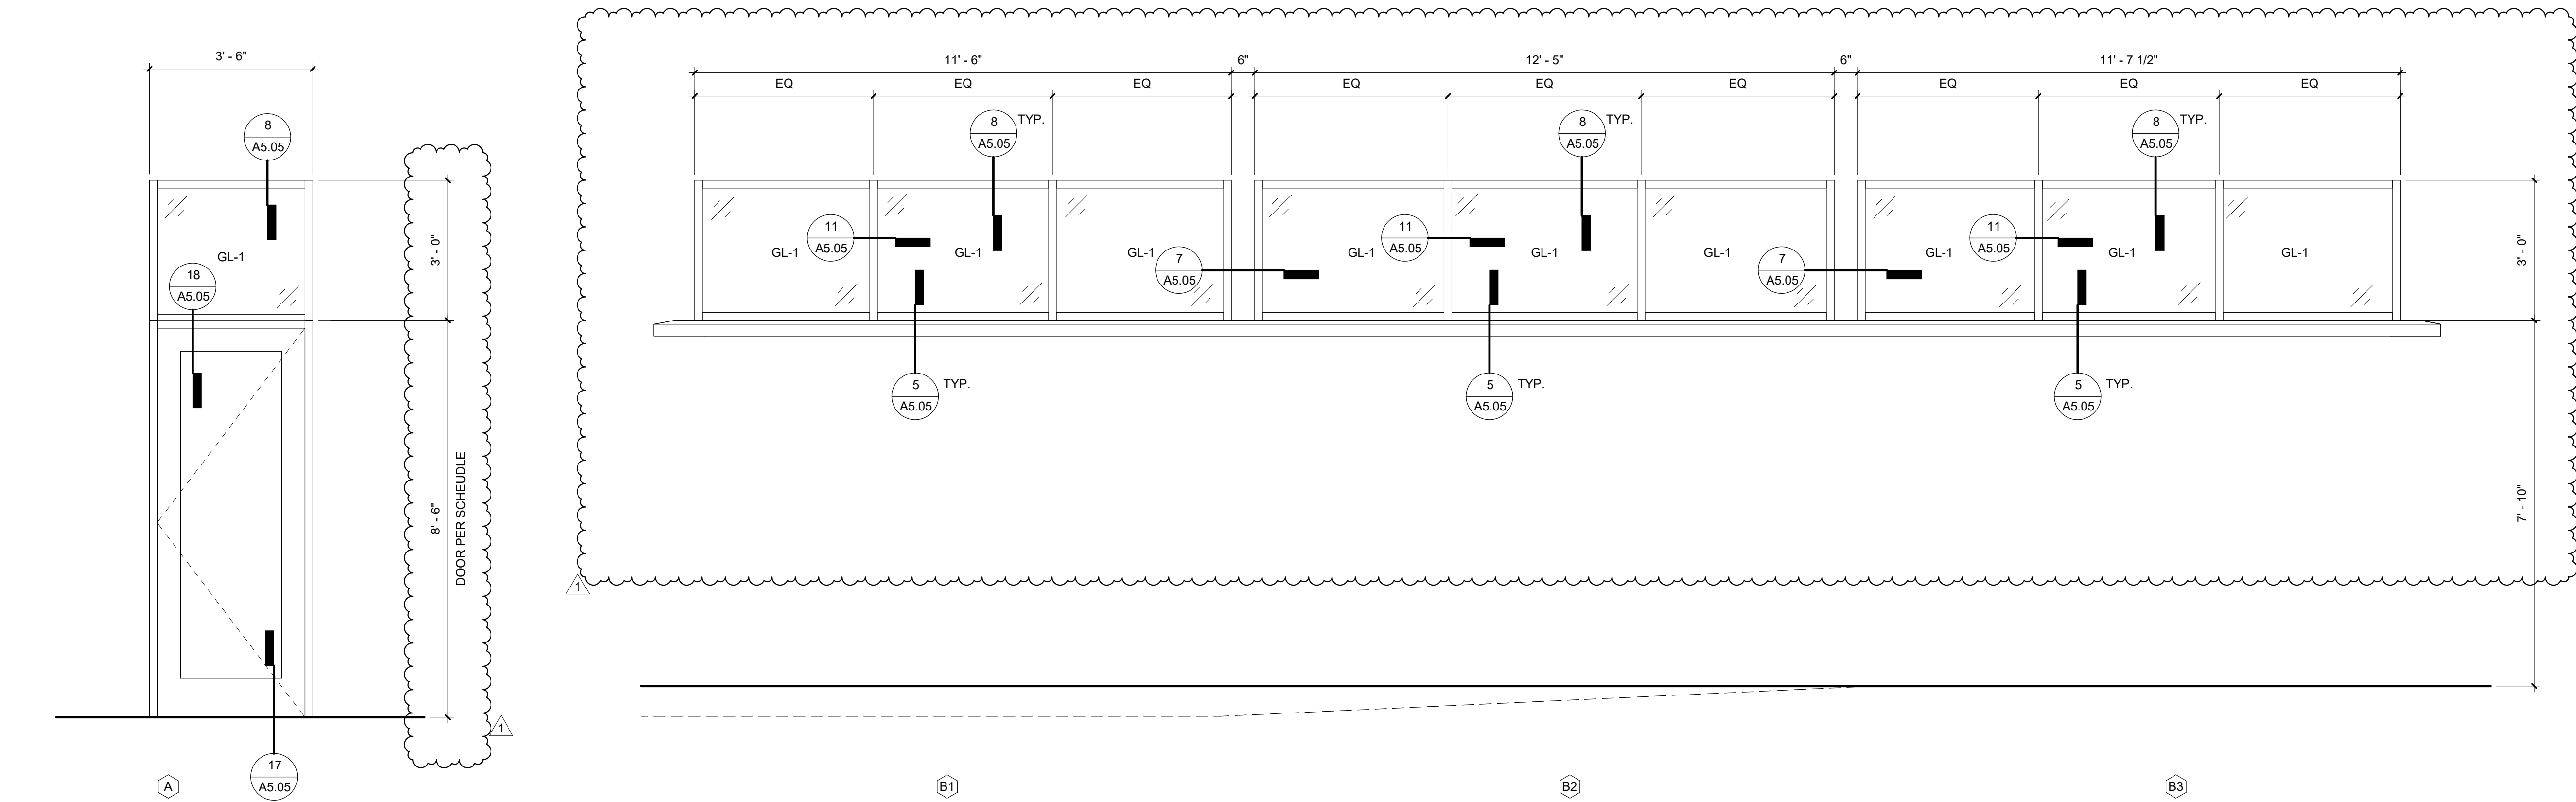 3' - 6"
8
A5.05
GL-1
18
A5.05
3' - 0"
8' - 6"
DOOR PER SCHEUDLE
17
A5.05
1
A
11' - 6"
6"
12' - 5"
6"
11' - 7 1/2"
EQ
EQ
EQ
EQ
EQ
EQ
EQ
EQ
EQ
8
A5.05
TYP.
8
A5.05
TYP.
8
A5.05
TYP.
11
A5.05
11
A5.05
11
A5.05
GL-1
GL-1
GL-1
GL-1
GL-1
GL-1
GL-1
GL-1
GL-1
7
A5.05
7
A5.05
5
A5.05
TYP.
5
A5.05
TYP.
5
A5.05
TYP.
3' - 0"
7' - 10"
1
B1
B2
B3